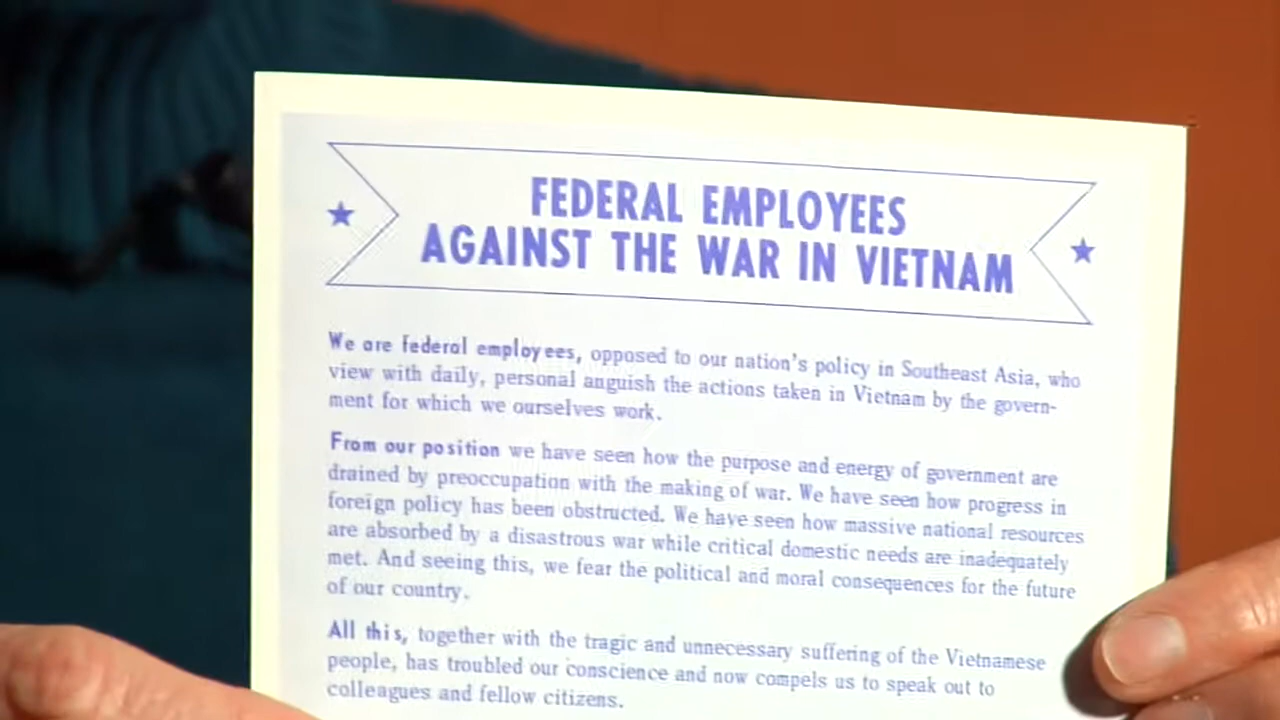 FEDERAL EMPLOYEES
AGAINST THE WAR IN VIETNAM
We are federal employees, opposed to our nation's policy in Southeast Asia, who
view with daily, personal anguish the actions taken in Vietnam by the govern-
ment for which we ourselves work.
From our position we have seen how the purpose and energy of government are
drained by preoccupation with the making of war. We have seen how progress in
foreign policy has been obstructed. We have seen how massive national resources
are absorbed by a disastrous war while critical domestic needs are inadequately
met. And seeing this, we fear the political and moral consequences for the future
of our country.
All this, together with the tragic and unnecessary suffering of the Vietnamese
people, has troubled our conscience and now compels us to speak out to
colleagues and fellow citizens.